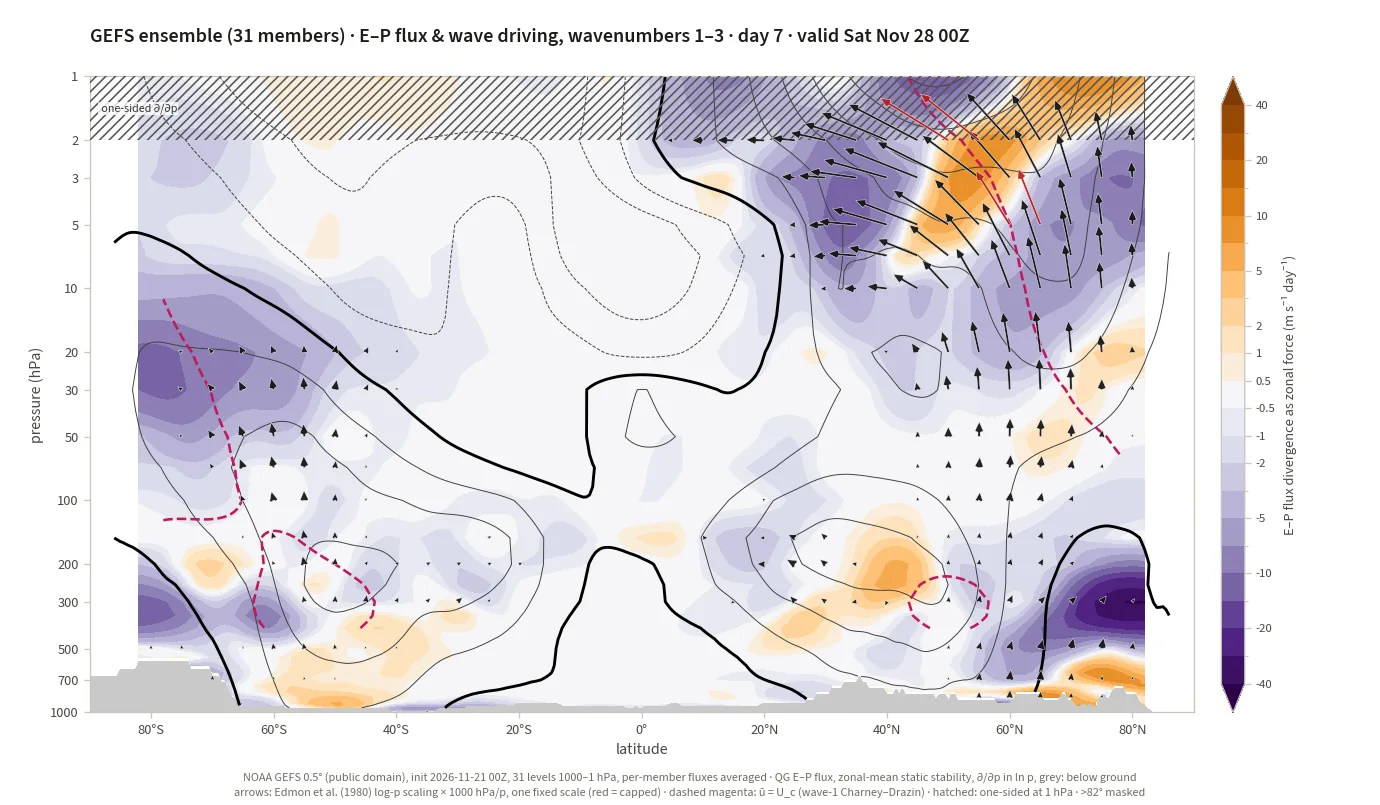 GEFS ensemble (31 members) · E–P flux & wave driving, wavenumbers 1–3 · day 7 · valid Sat Nov 28 00Z
one-sided ∂/∂p
1
2
3
5
10
20
30
50
100
200
300
500
700
1000
pressure (hPa)
80°S
60°S
40°S
20°S
0°
20°N
40°N
60°N
80°N
latitude
40
20
10
5
2
1
0.5
-0.5
-1
-2
-5
-10
-20
-40
E–P flux divergence as zonal force (m s⁻¹ day⁻¹)
NOAA GEFS 0.5° (public domain), init 2026-11-21 00Z, 31 levels 1000–1 hPa, per-member fluxes averaged · QG E–P flux, zonal-mean static stability, ∂/∂p in ln p, grey: below ground
arrows: Edmon et al. (1980) log-p scaling × 1000 hPa/p, one fixed scale (red = capped) · dashed magenta: ū = U_c (wave-1 Charney–Drazin) · hatched: one-sided at 1 hPa · >82° masked